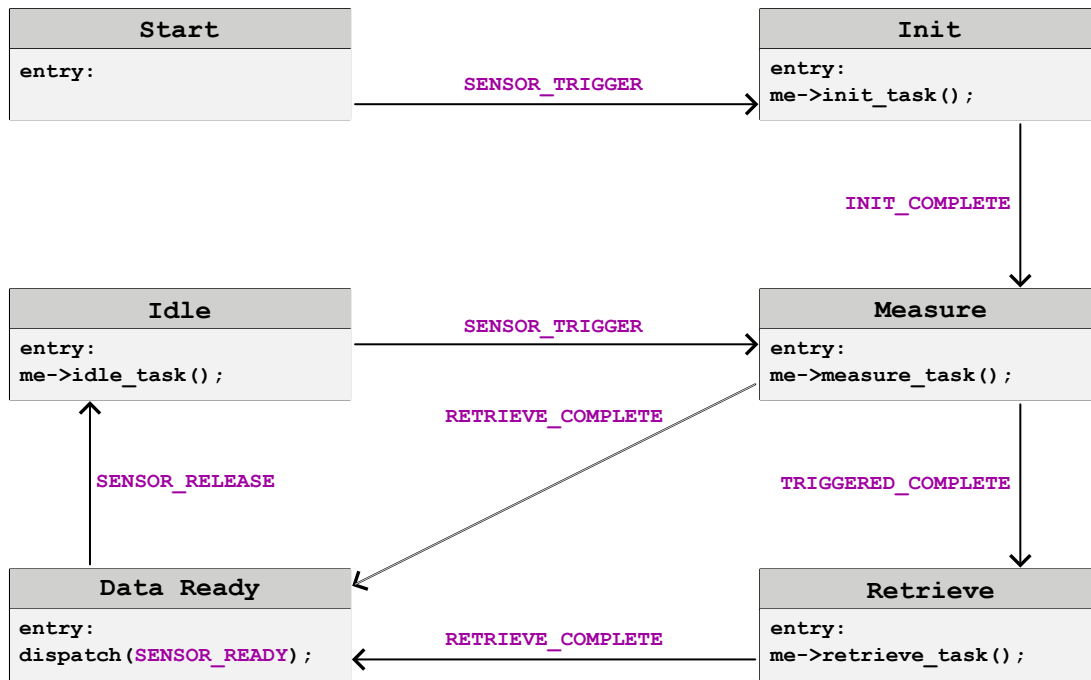 Start
entry:
SENSOR_TRIGGER
Init
entry:
me->init_task();
INIT_COMPLETE
Idle
entry:
me->idle_task();
SENSOR_TRIGGER
Measure
entry:
me->measure_task();
RETRIEVE_COMPLETE
SENSOR_RELEASE
TRIGGERED_COMPLETE
Data Ready
entry:
dispatch(SENSOR_READY);
RETRIEVE_COMPLETE
Retrieve
entry:
me->retrieve_task();